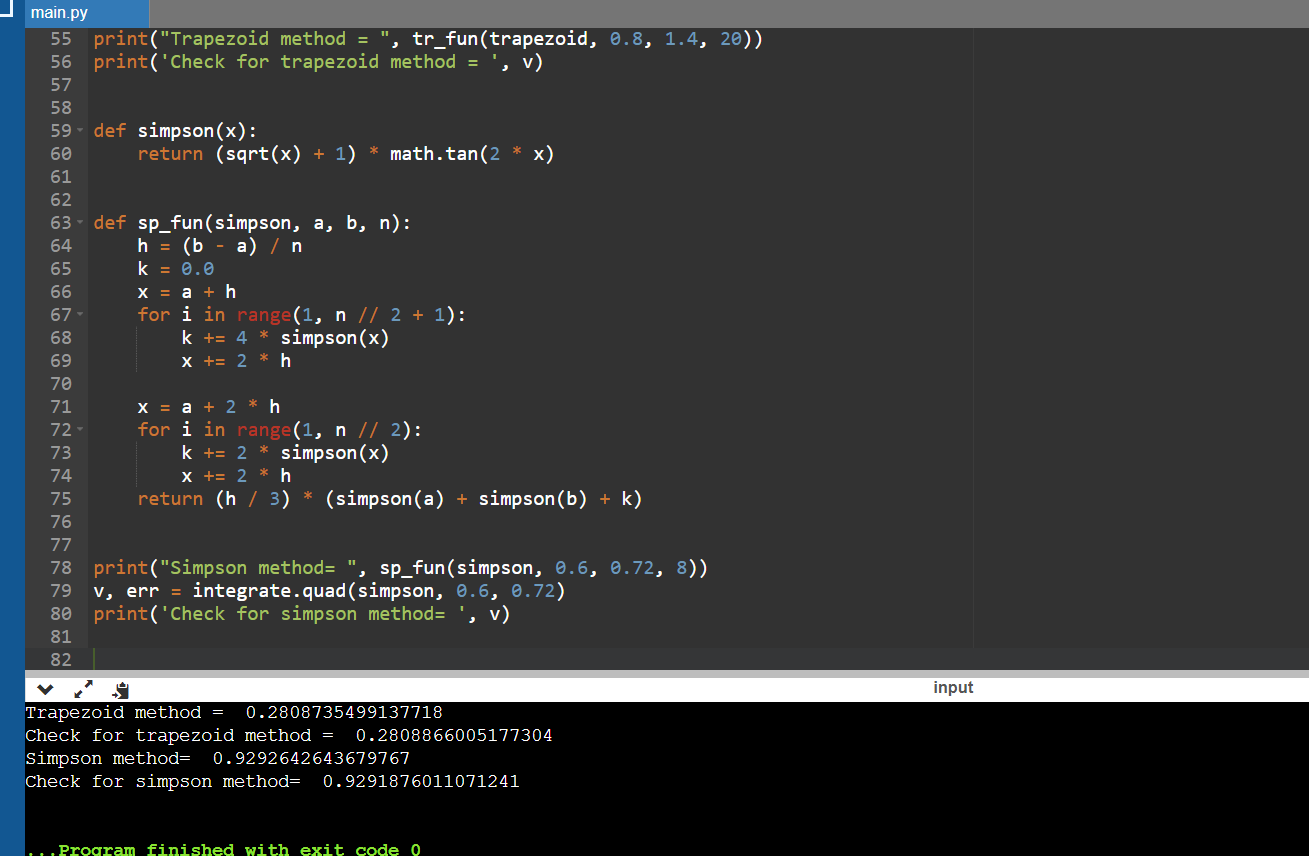 main.py
55 print("Trapezoid method = ", tr_fun(trapezoid, 0.8, 1.4, 20))
56 print('Check for trapezoid method = ', v)
57
58
59 def simpson(x):
60     return (sqrt(x) + 1) * math.tan(2 * x)
61
62
63 def sp_fun(simpson, a, b, n):
64     h = (b - a) / n
65     k = 0.0
66     x = a + h
67     for i in range(1, n // 2 + 1):
68         k += 4 * simpson(x)
69         x += 2 * h
70
71     x = a + 2 * h
72     for i in range(1, n // 2):
73         k += 2 * simpson(x)
74         x += 2 * h
75     return (h / 3) * (simpson(a) + simpson(b) + k)
76
77
78 print("Simpson method= ", sp_fun(simpson, 0.6, 0.72, 8))
79 v, err = integrate.quad(simpson, 0.6, 0.72)
80 print('Check for simpson method= ', v)
81
82
input
Trapezoid method =  0.2808735499137718
Check for trapezoid method =  0.2808866005177304
Simpson method=  0.9292642643679767
Check for simpson method=  0.9291876011071241
...Program finished with exit code 0